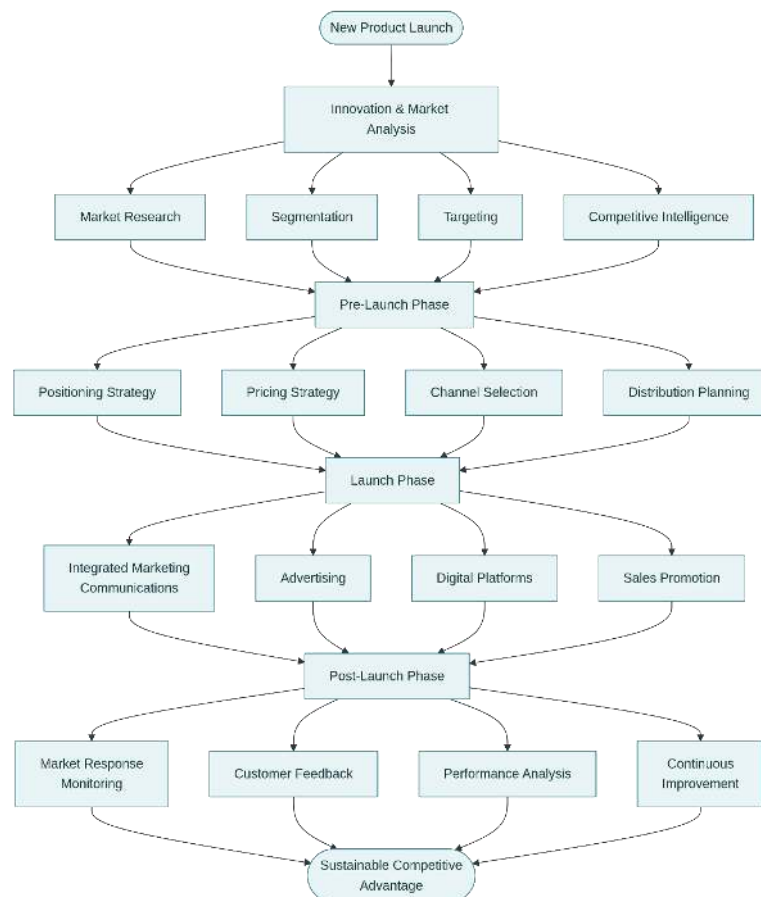 New Product Launch
Innovation & Market
Analysis
Market Research
Segmentation
Targeting
Competitive Intelligence
Pre-Launch Phase
Positioning Strategy
Pricing Strategy
Channel Selection
Distribution Planning
Launch Phase
Integrated Marketing
Communications
Advertising
Digital Platforms
Sales Promotion
Post-Launch Phase
Market Response
Monitoring
Customer Feedback
Performance Analysis
Continuous
Improvement
Sustainable Competitive
Advantage